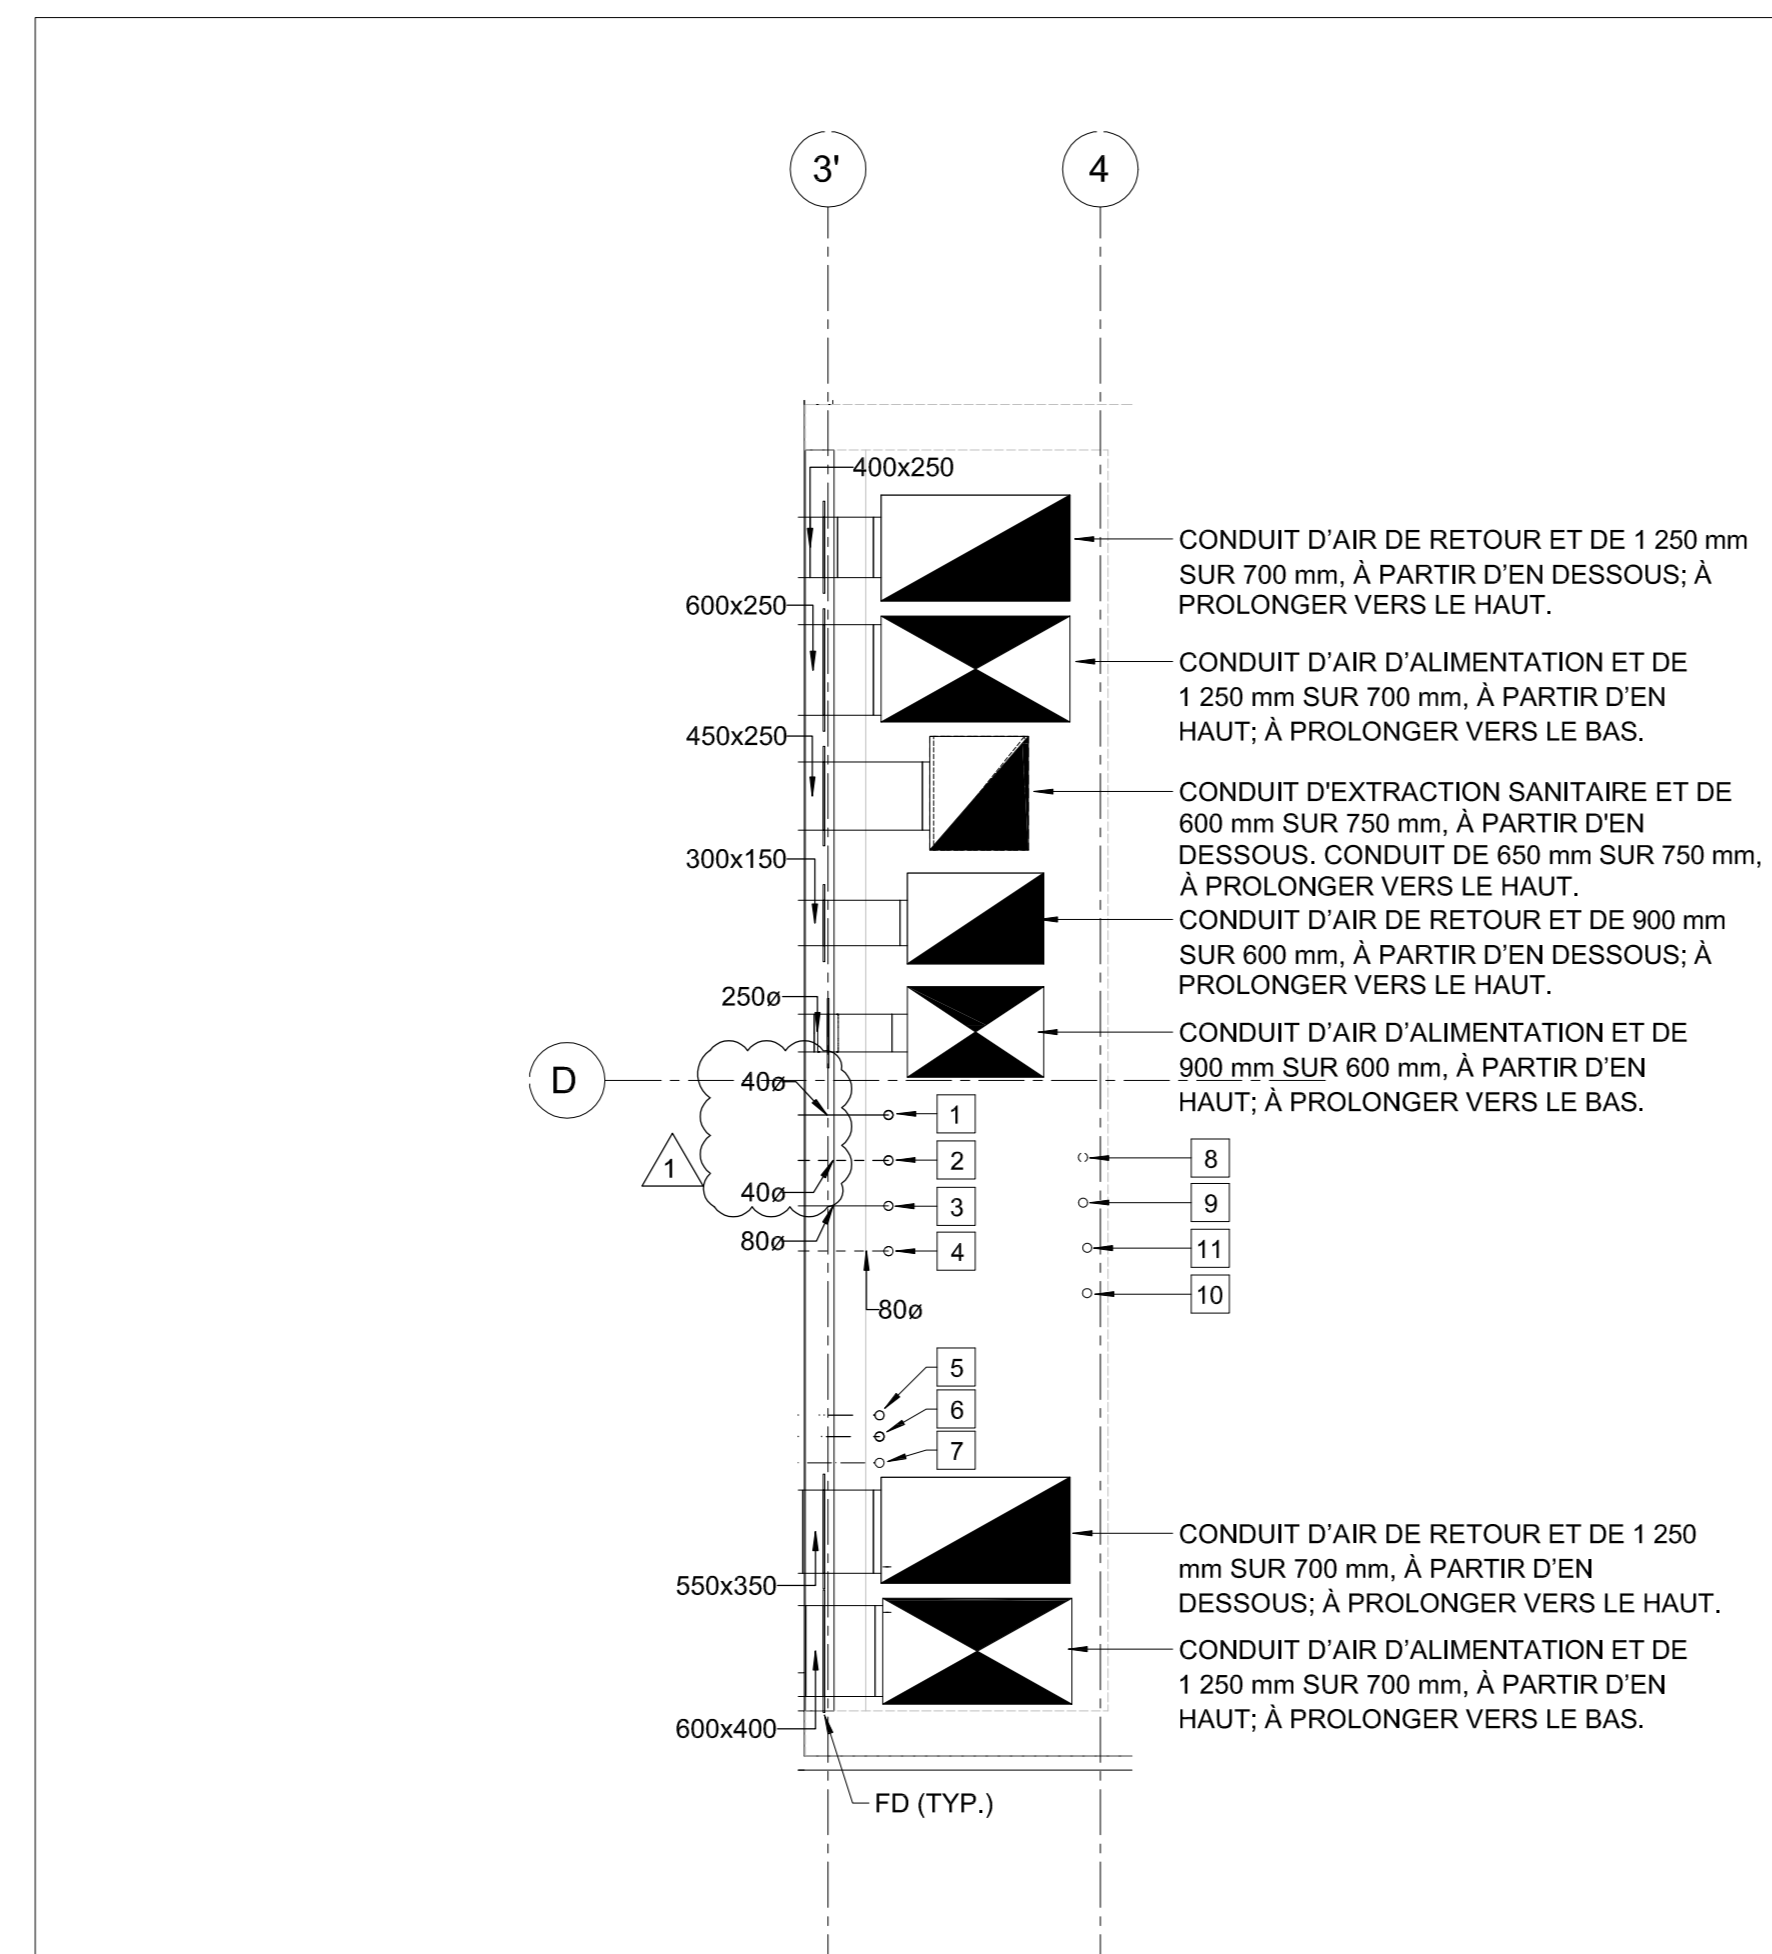 3'
4
400x250
CONDUIT D’AIR DE RETOUR ET DE 1 250 mm
SUR 700 mm, À PARTIR D’EN DESSOUS; À
PROLONGER VERS LE HAUT.
600x250
CONDUIT D’AIR D’ALIMENTATION ET DE
1 250 mm SUR 700 mm, À PARTIR D’EN
HAUT; À PROLONGER VERS LE BAS.
450x250
CONDUIT D'EXTRACTION SANITAIRE ET DE
600 mm SUR 750 mm, À PARTIR D'EN
DESSOUS. CONDUIT DE 650 mm SUR 750 mm,
À PROLONGER VERS LE HAUT.
300x150
CONDUIT D’AIR DE RETOUR ET DE 900 mm
SUR 600 mm, À PARTIR D’EN DESSOUS; À
PROLONGER VERS LE HAUT.
250ø
CONDUIT D’AIR D’ALIMENTATION ET DE
900 mm SUR 600 mm, À PARTIR D’EN
HAUT; À PROLONGER VERS LE BAS.
D
40ø
1
1
2
8
40ø
3
9
80ø
4
11
10
80ø
5
6
7
CONDUIT D’AIR DE RETOUR ET DE 1 250
mm SUR 700 mm, À PARTIR D’EN
DESSOUS; À PROLONGER VERS LE HAUT.
550x350
CONDUIT D’AIR D’ALIMENTATION ET DE
1 250 mm SUR 700 mm, À PARTIR D’EN
HAUT; À PROLONGER VERS LE BAS.
600x400
FD (TYP.)